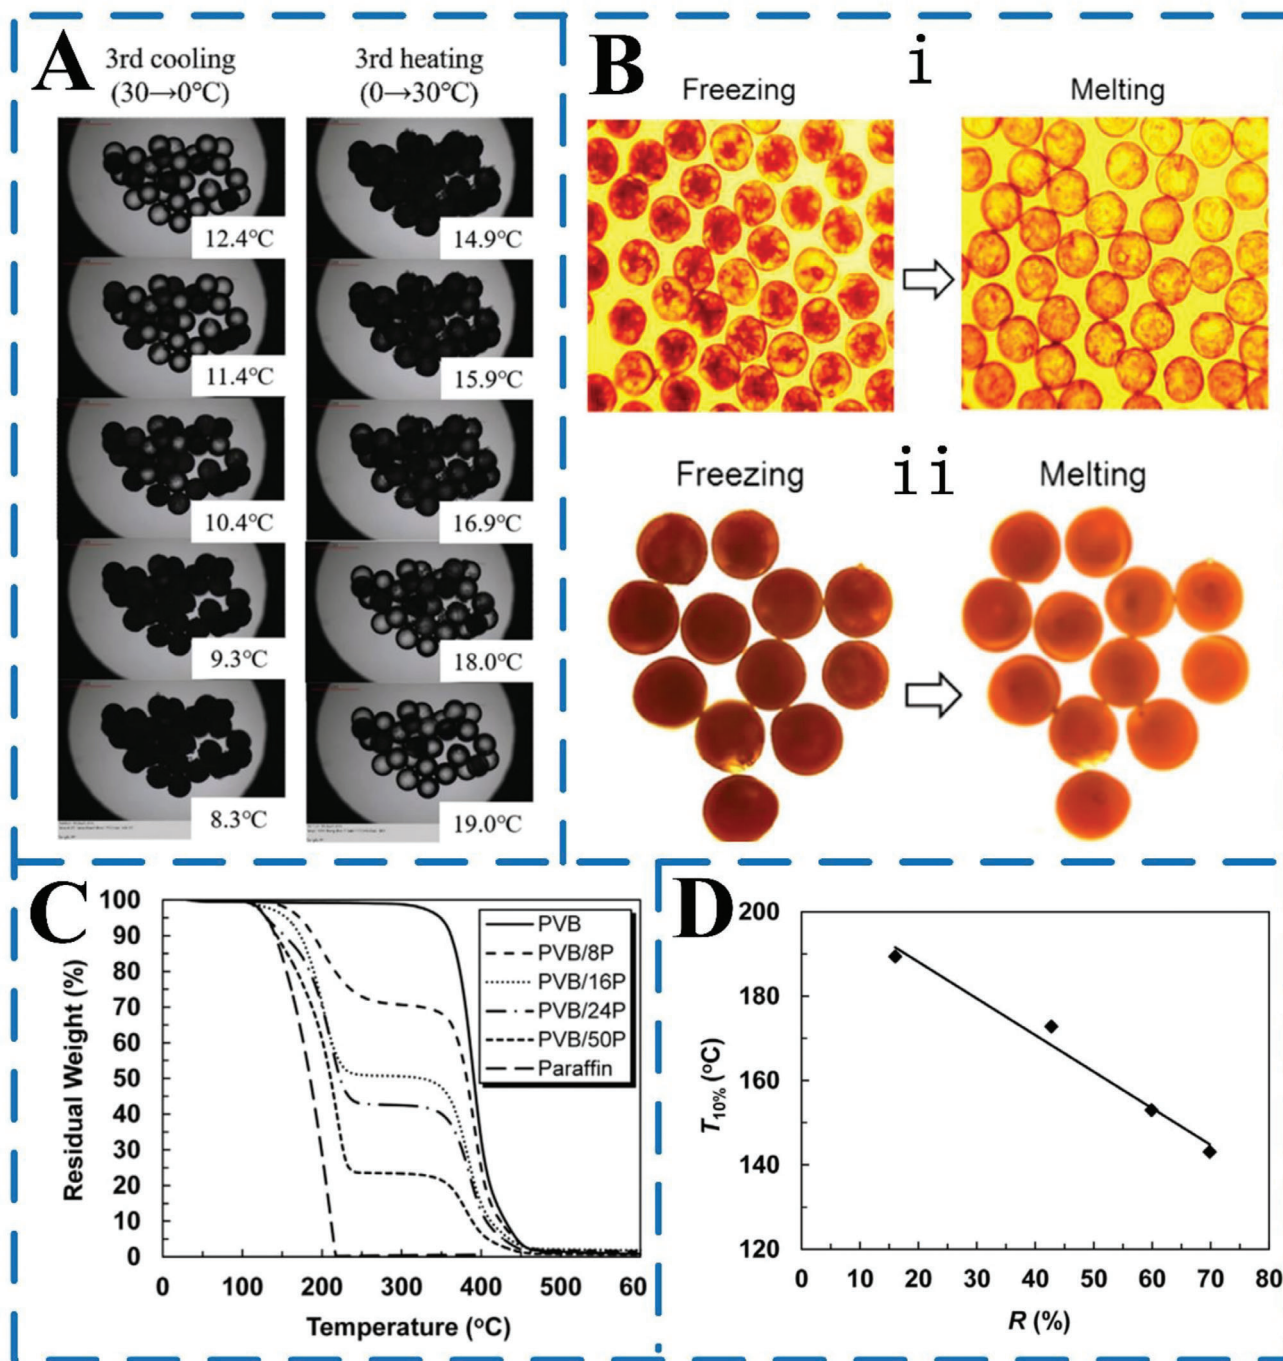 A
3rd cooling
(30→0°C)
3rd heating
(0→30°C)
12.4°C
14.9°C
11.4°C
15.9°C
10.4°C
16.9°C
9.3°C
18.0°C
8.3°C
19.0°C
B
i
Freezing
Melting
ii
Freezing
Melting
C
Residual Weight (%)
100
90
80
70
60
50
40
30
20
10
0
0
100
200
300
400
500
60
Temperature (°C)
PVB
PVB/8P
PVB/16P
PVB/24P
PVB/50P
Paraffin
D
T10% (°C)
200
180
160
140
120
0
10
20
30
40
50
60
70
80
R (%)